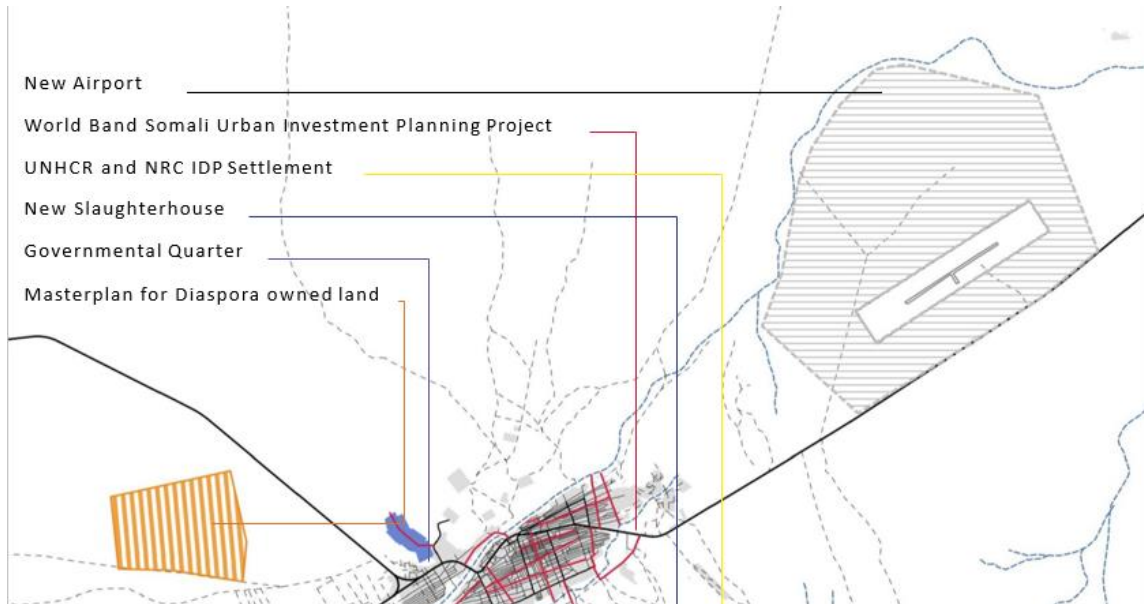 New Airport
World Band Somali Urban Investment Planning Project
UNHCR and NRC IDP Settlement
New Slaughterhouse
Governmental Quarter
Masterplan for Diaspora owned land